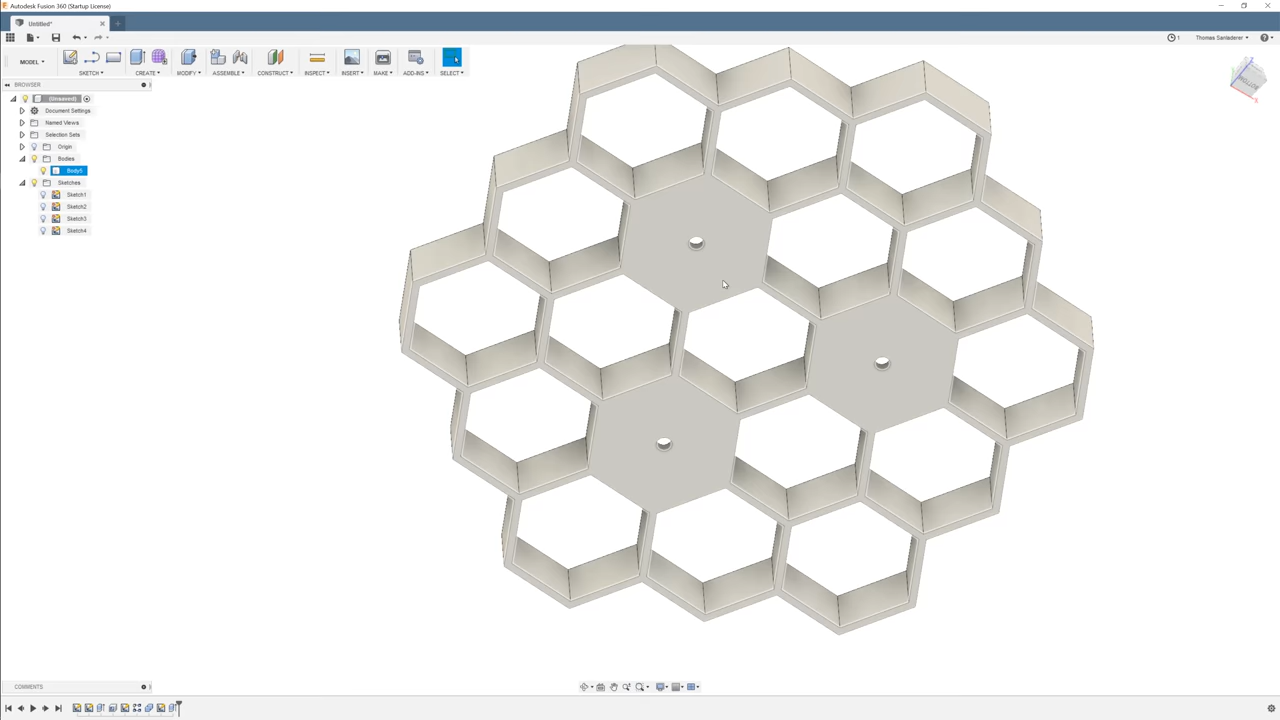 Autodesk Fusion 360 (Startup License)
Untitled*
Thomas Sanladerer
MODEL
SKETCH
CREATE
MODIFY
ASSEMBLE
CONSTRUCT
INSPECT
INSERT
MAKE
ADD-INS
SELECT
BROWSER
(Unsaved)
Document Settings
Named Views
Selection Sets
Origin
Bodies
Body5
Sketches
Sketch1
Sketch2
Sketch3
Sketch4
BOTTOM
COMMENTS